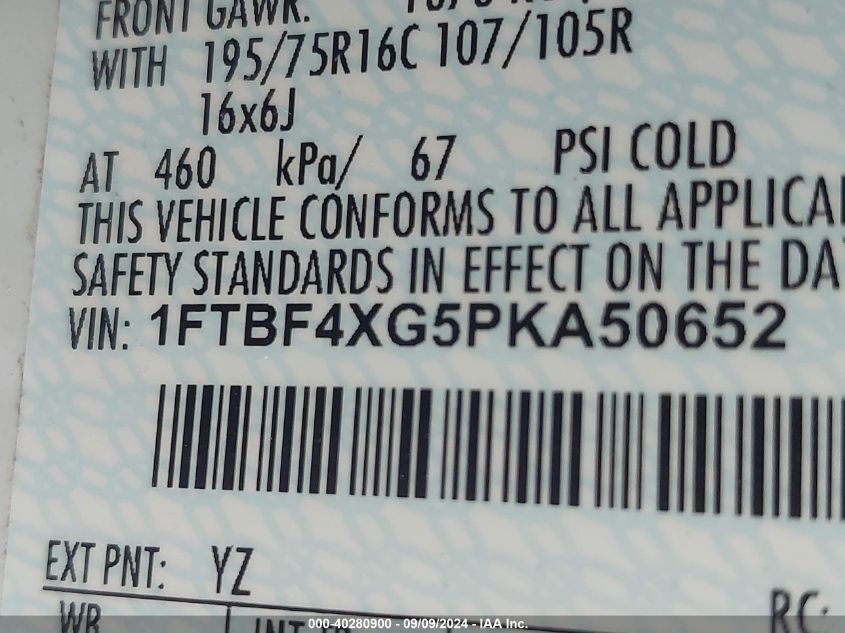 FRONT GAWR:
WITH 195/75R16C 107/105R
16x6J
AT 460 kPa/ 67 PSI COLD
THIS VEHICLE CONFORMS TO ALL
SAFETY STANDARDS IN EFFECT ON THE
VIN: 1FTBF4XG5PKA50652
EXT PNT: YZ
WB RC:
000-40280900 - 09/09/2024 - IAA Inc.